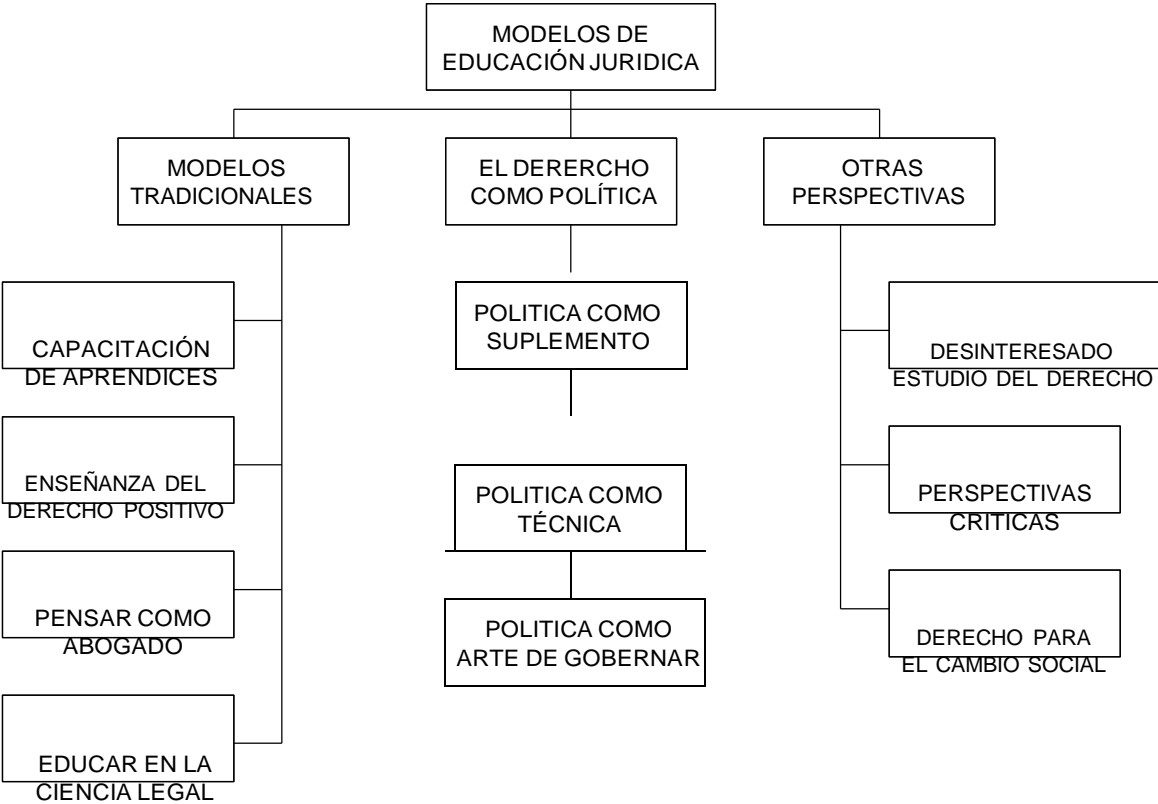 MODELOS DE
EDUCACIÓN JURIDICA
MODELOS
TRADICIONALES
EL DERERCHO
COMO POLÍTICA
OTRAS
PERSPECTIVAS
CAPACITACIÓN
DE APRENDICES
ENSEÑANZA DEL
DERECHO POSITIVO
PENSAR COMO
ABOGADO
EDUCAR EN LA
CIENCIA LEGAL
POLITICA COMO
SUPLEMENTO
POLITICA COMO
TÉCNICA
POLITICA COMO
ARTE DE GOBERNAR
DESINTERESADO
ESTUDIO DEL DERECHO
PERSPECTIVAS
CRITICAS
DERECHO PARA
EL CAMBIO SOCIAL